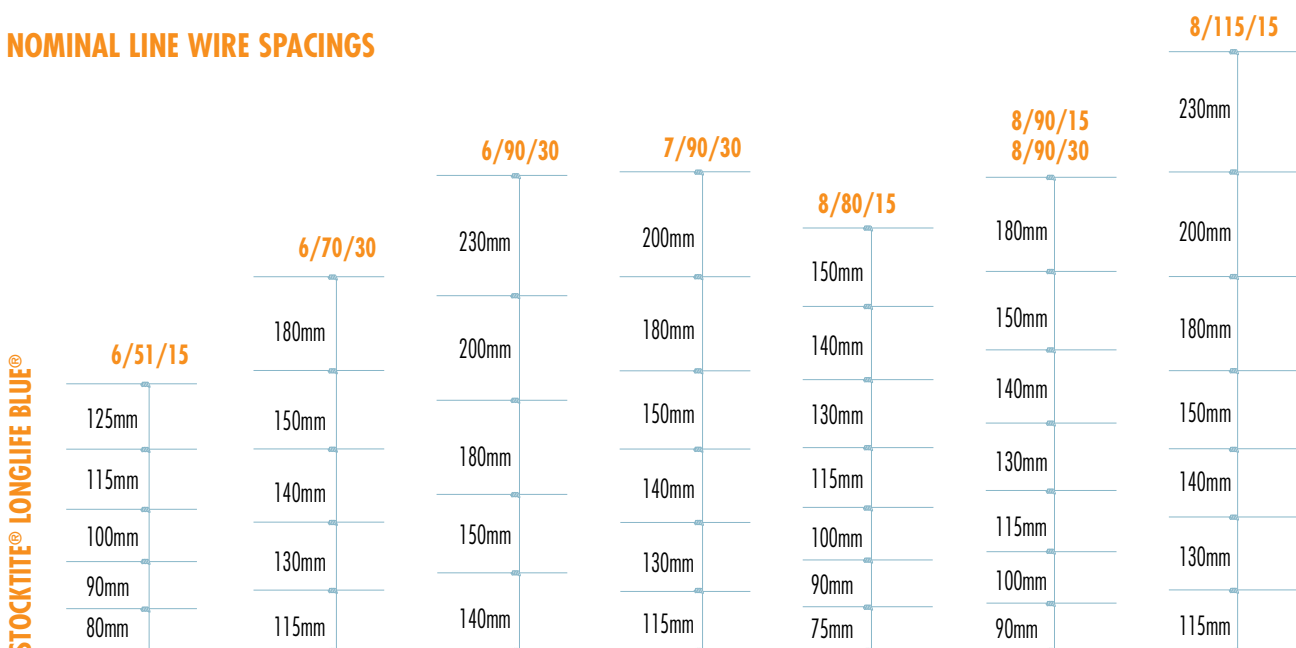 NOMINAL LINE WIRE SPACINGS
STOCKTITE® LONGLIFE BLUE®
6/51/15
125mm
115mm
100mm
90mm
80mm
6/70/30
180mm
150mm
140mm
130mm
115mm
6/90/30
230mm
200mm
180mm
150mm
140mm
7/90/30
200mm
180mm
150mm
140mm
130mm
115mm
8/80/15
150mm
140mm
130mm
115mm
100mm
90mm
75mm
8/90/15
8/90/30
180mm
150mm
140mm
130mm
115mm
100mm
90mm
8/115/15
230mm
200mm
180mm
150mm
140mm
130mm
115mm